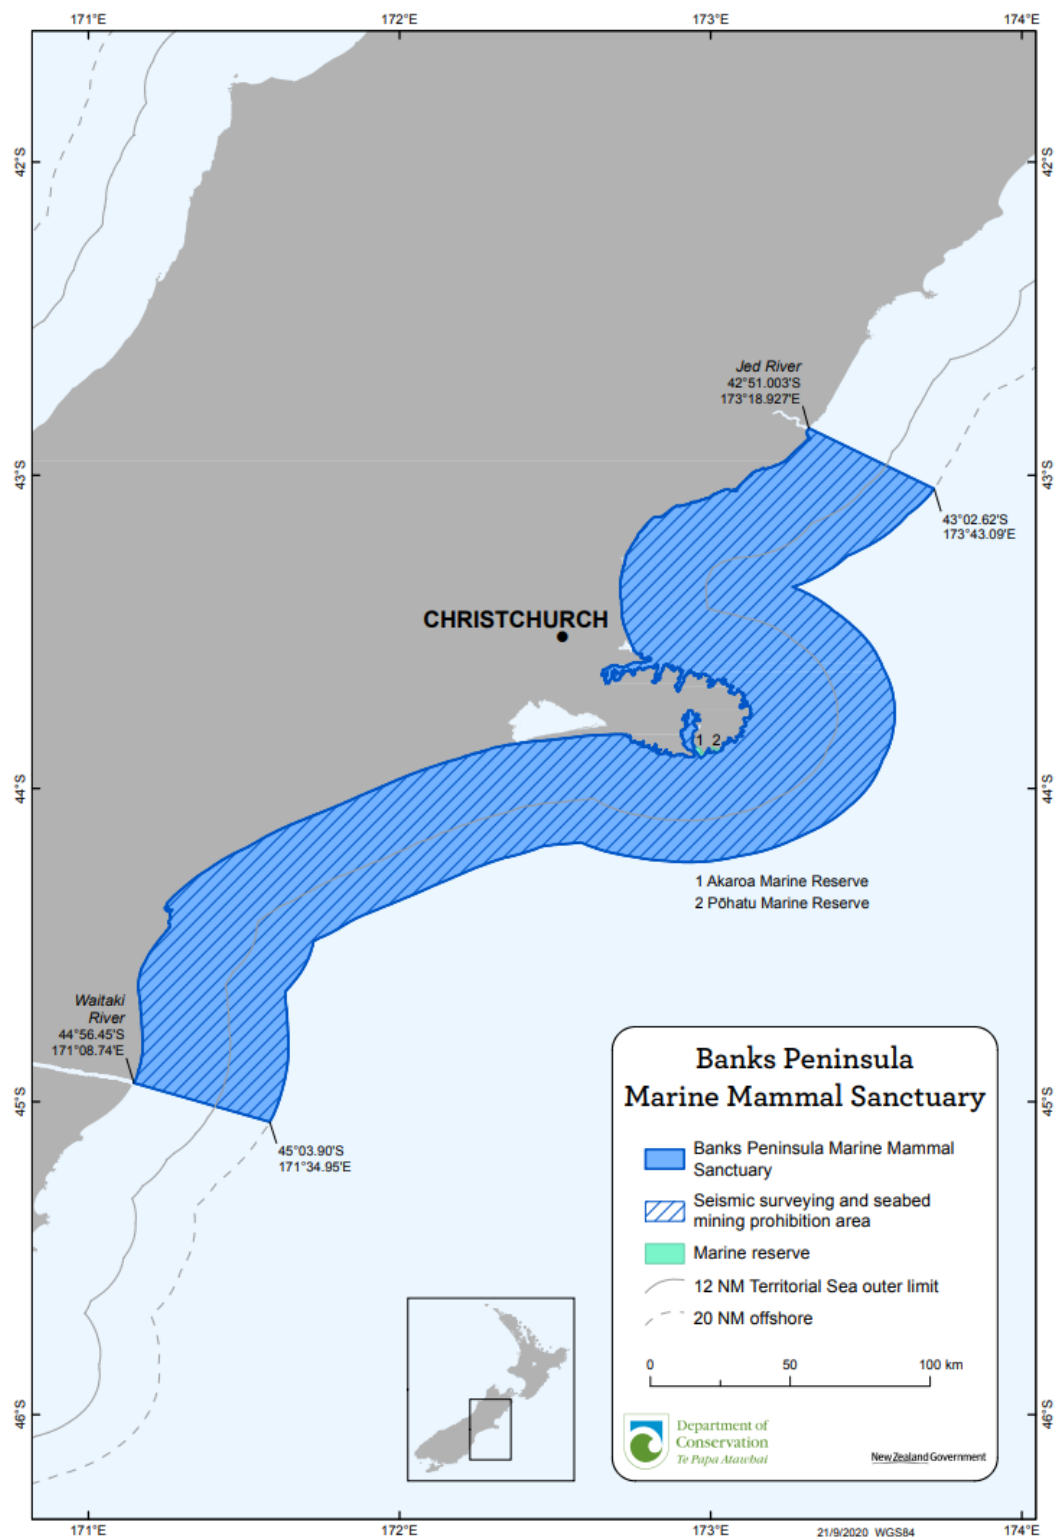 171°E
172°E
173°E
174°E
42°S
42°S
Jed River
42°51.003'S
173°18.927'E
43°S
43°S
43°02.62'S
173°43.09'E
CHRISTCHURCH
1 2
44°S
44°S
1 Akaroa Marine Reserve
2 Pōhatu Marine Reserve
Waitaki
River
44°56.45'S
171°08.74'E
45°S
45°S
45°03.90'S
171°34.95'E
Banks Peninsula
Marine Mammal Sanctuary
Banks Peninsula Marine Mammal
Sanctuary
Seismic surveying and seabed
mining prohibition area
Marine reserve
12 NM Territorial Sea outer limit
20 NM offshore
0 50 100 km
46°S
46°S
Department of
Conservation
Te Papa Atawhai
New Zealand Government
171°E
172°E
173°E
174°E
21/9/2020 WGS84